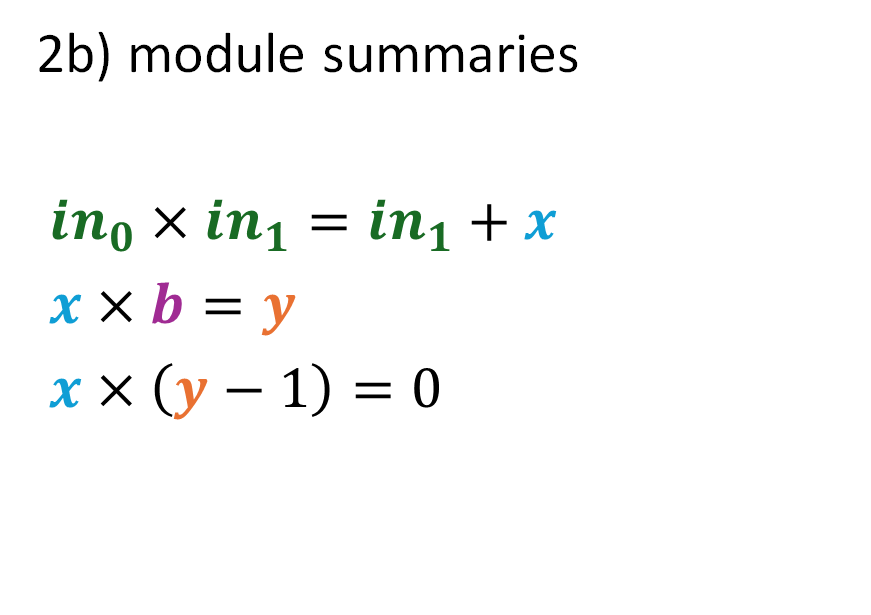 2b) module summaries
in₀ × in₁ = in₁ + x
x × b = y
x × (y − 1) = 0